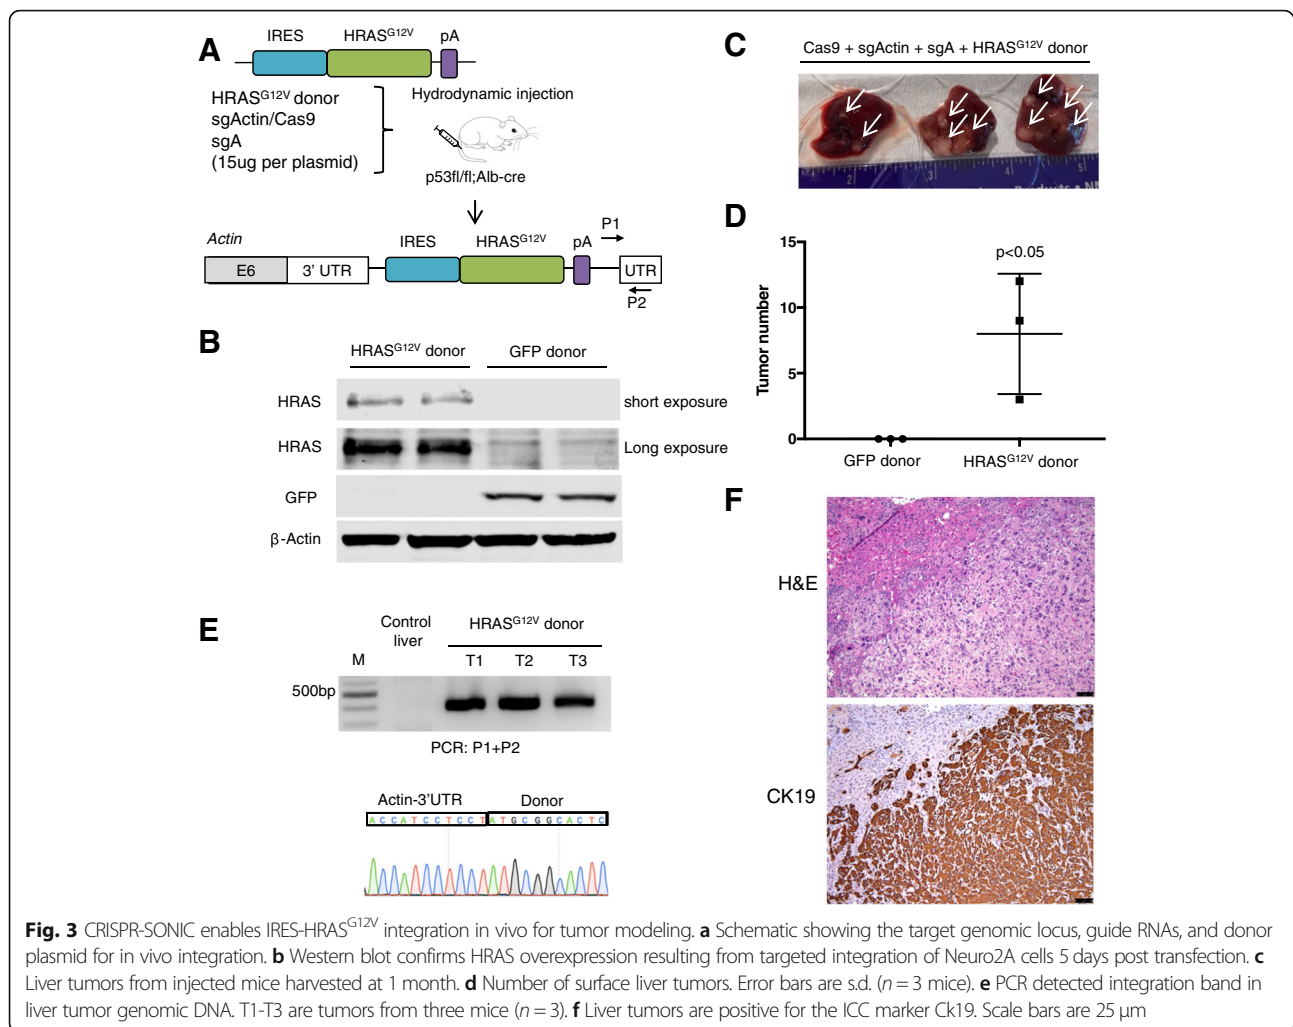 A
IRES HRASG12V pA
HRASG12V donor
sgActin/Cas9
sgA
(15ug per plasmid)
Hydrodynamic injection
p53fl/fl;Alb-cre
Actin
IRES HRASG12V pA P1
E6 3' UTR UTR
P2
B
HRASG12V donor GFP donor
HRAS short exposure
HRAS Long exposure
GFP
β-Actin
E
Control liver
HRASG12V donor
M T1 T2 T3
500bp
PCR: P1+P2
Actin-3'UTR Donor
ACCATCCTCCTATGCGGCACTC
C
Cas9 + sgActin + sgA + HRASG12V donor
2 3 4 5
D
Tumor number
15
10
5
0
p<0.05
GFP donor HRASG12V donor
F
H&E
CK19
Fig. 3 CRISPR-SONIC enables IRES-HRASG12V integration in vivo for tumor modeling. a Schematic showing the target genomic locus, guide RNAs, and donor
plasmid for in vivo integration. b Western blot confirms HRAS overexpression resulting from targeted integration of Neuro2A cells 5 days post transfection. c
Liver tumors from injected mice harvested at 1 month. d Number of surface liver tumors. Error bars are s.d. (n = 3 mice). e PCR detected integration band in
liver tumor genomic DNA. T1-T3 are tumors from three mice (n = 3). f Liver tumors are positive for the ICC marker Ck19. Scale bars are 25 μm